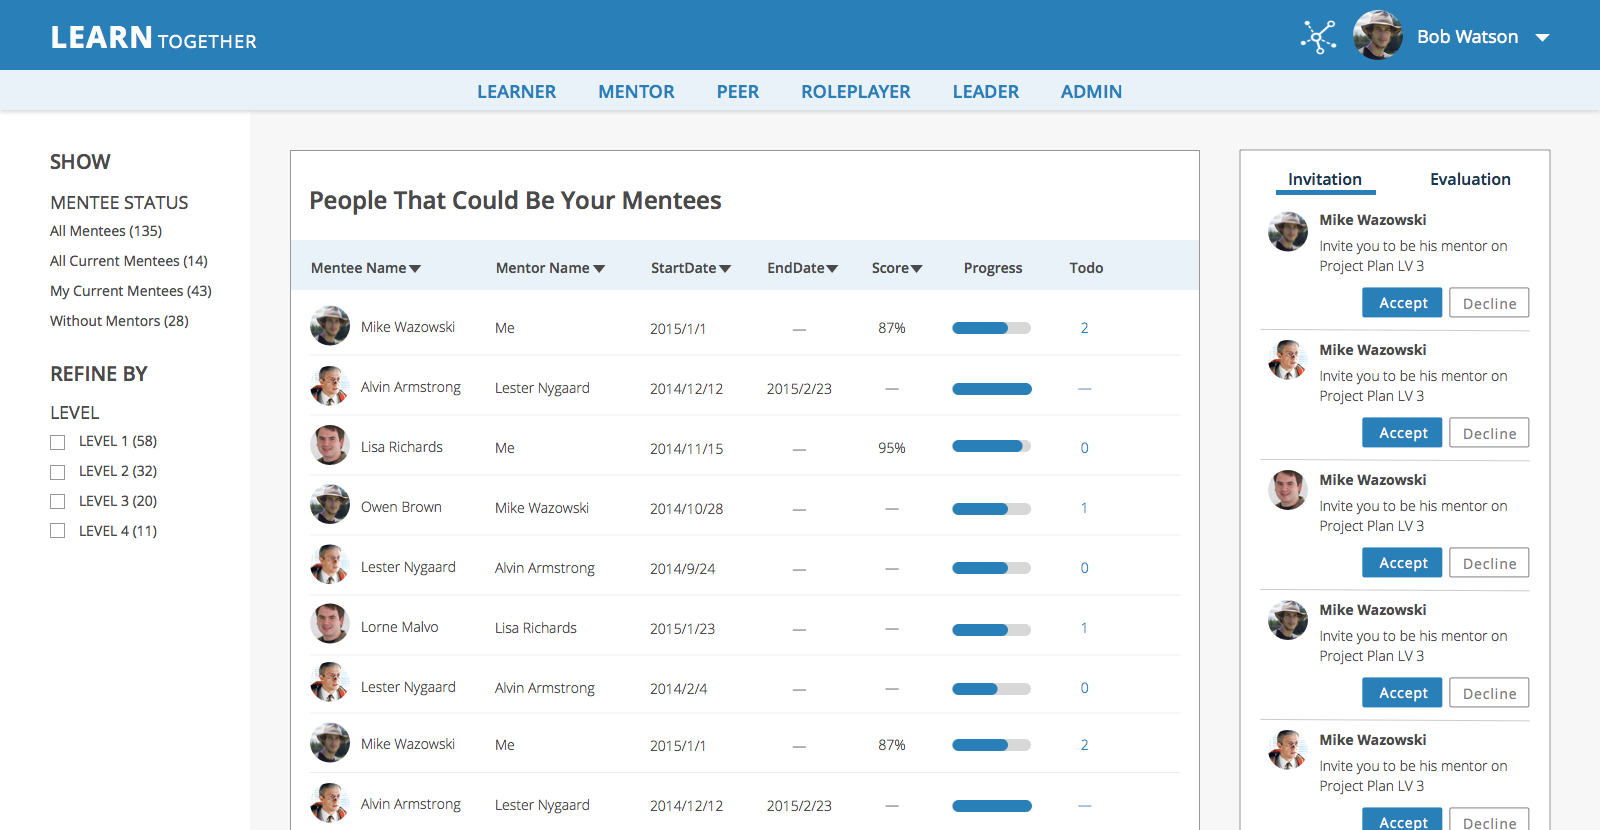 LEARN TOGETHER
Bob Watson
LEARNER MENTOR PEER ROLEPLAYER LEADER ADMIN
SHOW
MENTEE STATUS
All Mentees (135)
All Current Mentees (14)
My Current Mentees (43)
Without Mentors (28)
REFINE BY
LEVEL
LEVEL 1 (58)
LEVEL 2 (32)
LEVEL 3 (20)
LEVEL 4 (11)
People That Could Be Your Mentees
Mentee Name Mentor Name StartDate EndDate Score Progress Todo
Mike Wazowski Me 2015/1/1 — 87% 2
Alvin Armstrong Lester Nygaard 2014/12/12 2015/2/23 — —
Lisa Richards Me 2014/11/15 — 95% 0
Owen Brown Mike Wazowski 2014/10/28 — — 1
Lester Nygaard Alvin Armstrong 2014/9/24 — — 0
Lorne Malvo Lisa Richards 2015/1/23 — — 1
Lester Nygaard Alvin Armstrong 2014/2/4 — — 0
Mike Wazowski Me 2015/1/1 — 87% 2
Alvin Armstrong Lester Nygaard 2014/12/12 2015/2/23 — —
Invitation Evaluation
Mike Wazowski
Invite you to be his mentor on
Project Plan LV 3
Accept Decline
Mike Wazowski
Invite you to be his mentor on
Project Plan LV 3
Accept Decline
Mike Wazowski
Invite you to be his mentor on
Project Plan LV 3
Accept Decline
Mike Wazowski
Invite you to be his mentor on
Project Plan LV 3
Accept Decline
Mike Wazowski
Invite you to be his mentor on
Project Plan LV 3
Accept Decline